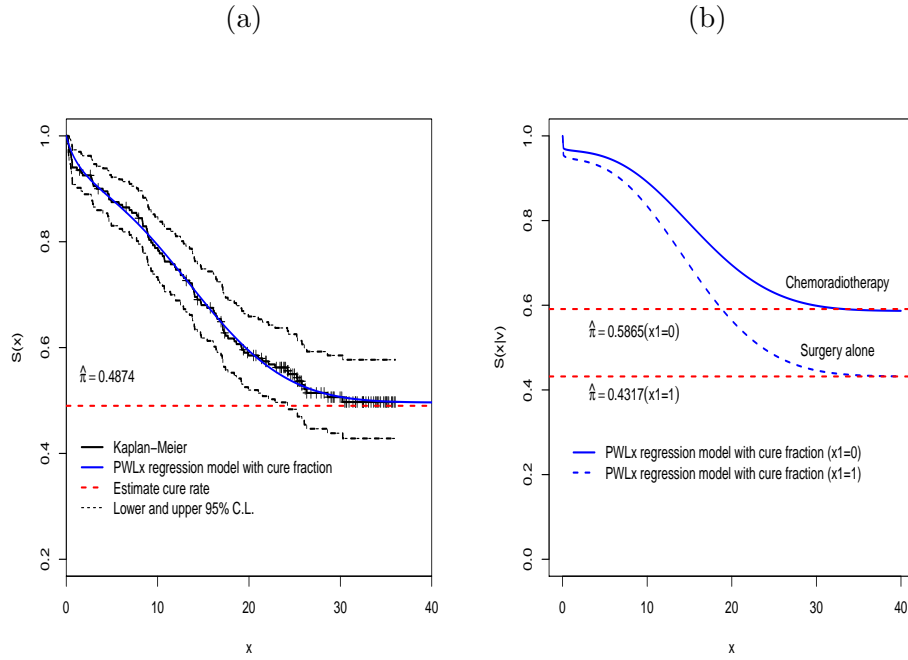 (a)
(b)
1.0
0.8
0.6
0.4
0.2
S(x)
π̂ = 0.4874
Kaplan−Meier
PWLx regression model with cure fraction
Estimate cure rate
Lower and upper 95% C.L.
0 10 20 30 40
x
1.0
0.8
0.6
0.4
0.2
0.0
S(x|v)
Chemoradiotherapy
π̂ = 0.5865(x1=0)
Surgery alone
π̂ = 0.4317(x1=1)
PWLx regression model with cure fraction (x1=0)
PWLx regression model with cure fraction (x1=1)
0 10 20 30 40
x